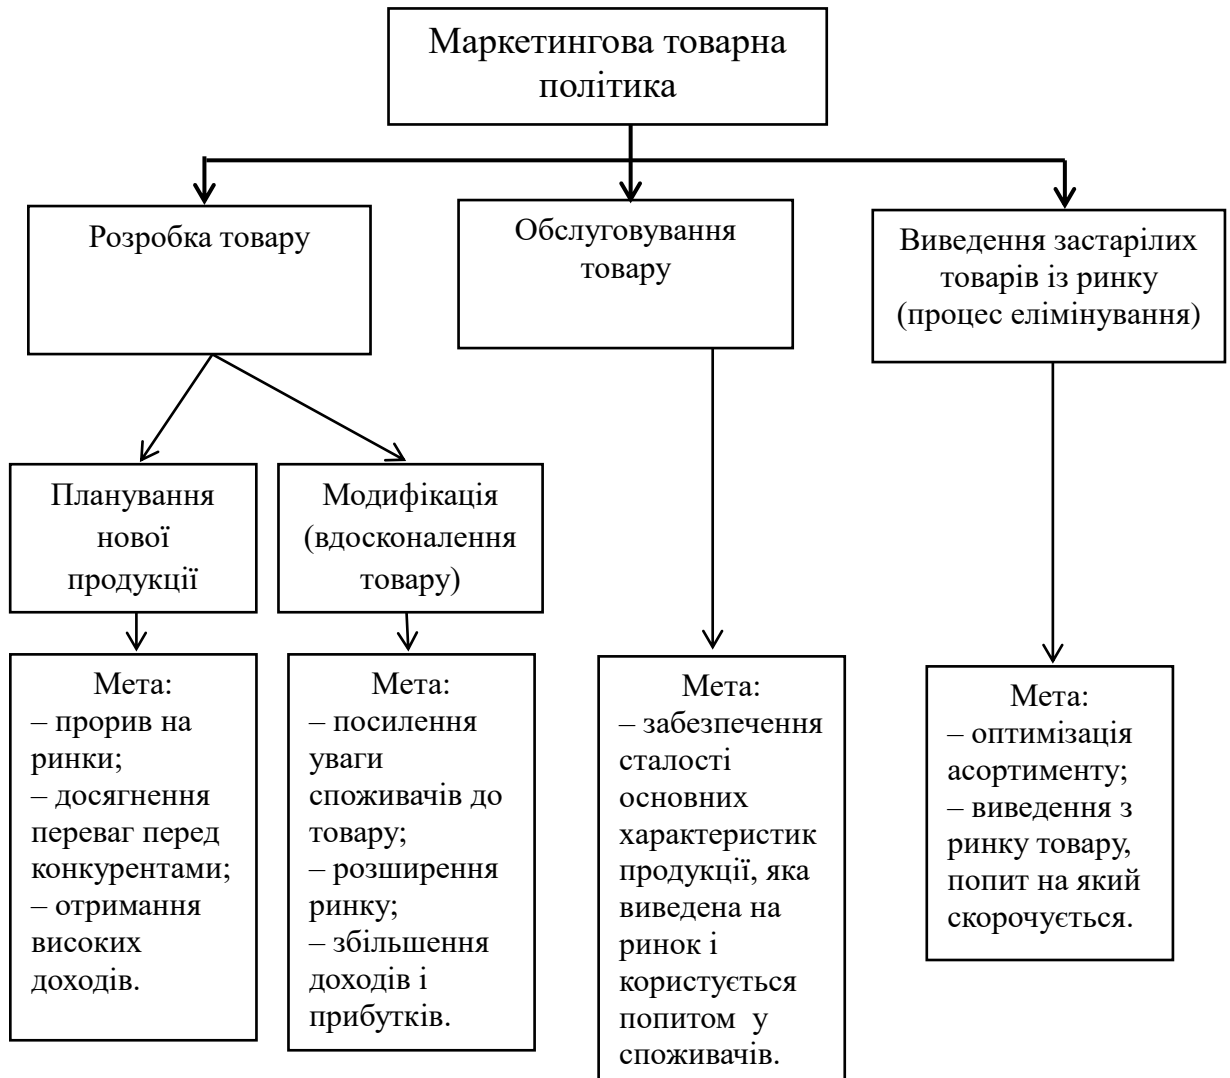 Маркетингова товарна
політика
Розробка товару
Обслуговування
товару
Виведення застарілих
товарів із ринку
(процес елімінування)
Планування
нової
продукції
Модифікація
(вдосконалення
товару)
Мета:
– прорив на
ринки;
– досягнення
переваг перед
конкурентами;
– отримання
високих
доходів.
Мета:
– посилення
уваги
споживачів до
товару;
– розширення
ринку;
– збільшення
доходів і
прибутків.
Мета:
– забезпечення
сталості
основних
характеристик
продукції, яка
виведена на
ринок і
користується
попитом у
споживачів.
Мета:
– оптимізація
асортименту;
– виведення з
ринку товару,
попит на який
скорочується.